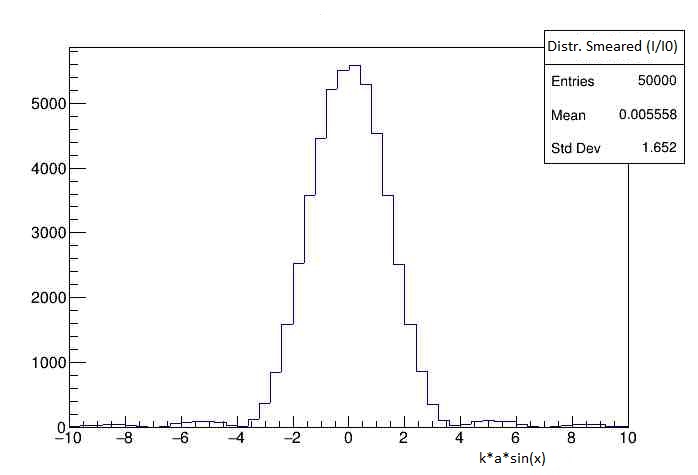 Distr. Smeared (I/I0)
Entries 50000
Mean 0.005558
Std Dev 1.652
5000
4000
3000
2000
1000
0
−10 −8 −6 −4 −2 0 2 4 6 8 10
k*a*sin(x)